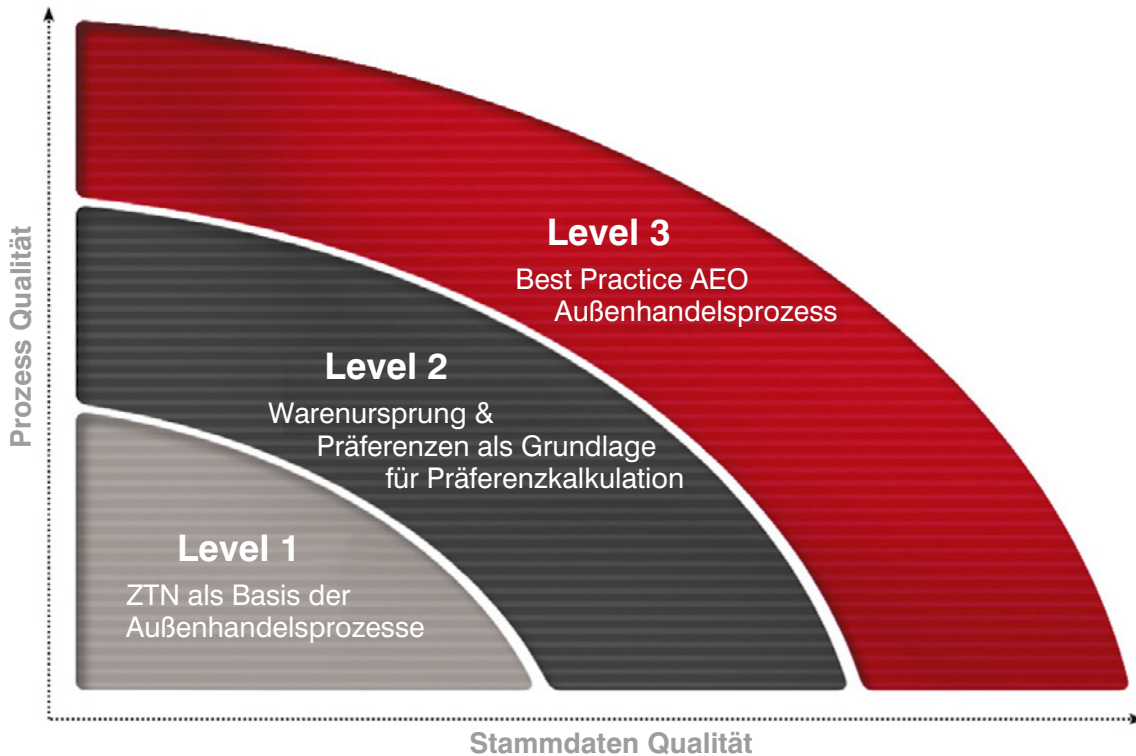 Prozess Qualität
Level 3
Best Practice AEO
Außenhandelsprozess
Level 2
Warenursprung &
Präferenzen als Grundlage
für Präferenzkalkulation
Level 1
ZTN als Basis der
Außenhandelsprozesse
Stammdaten Qualität